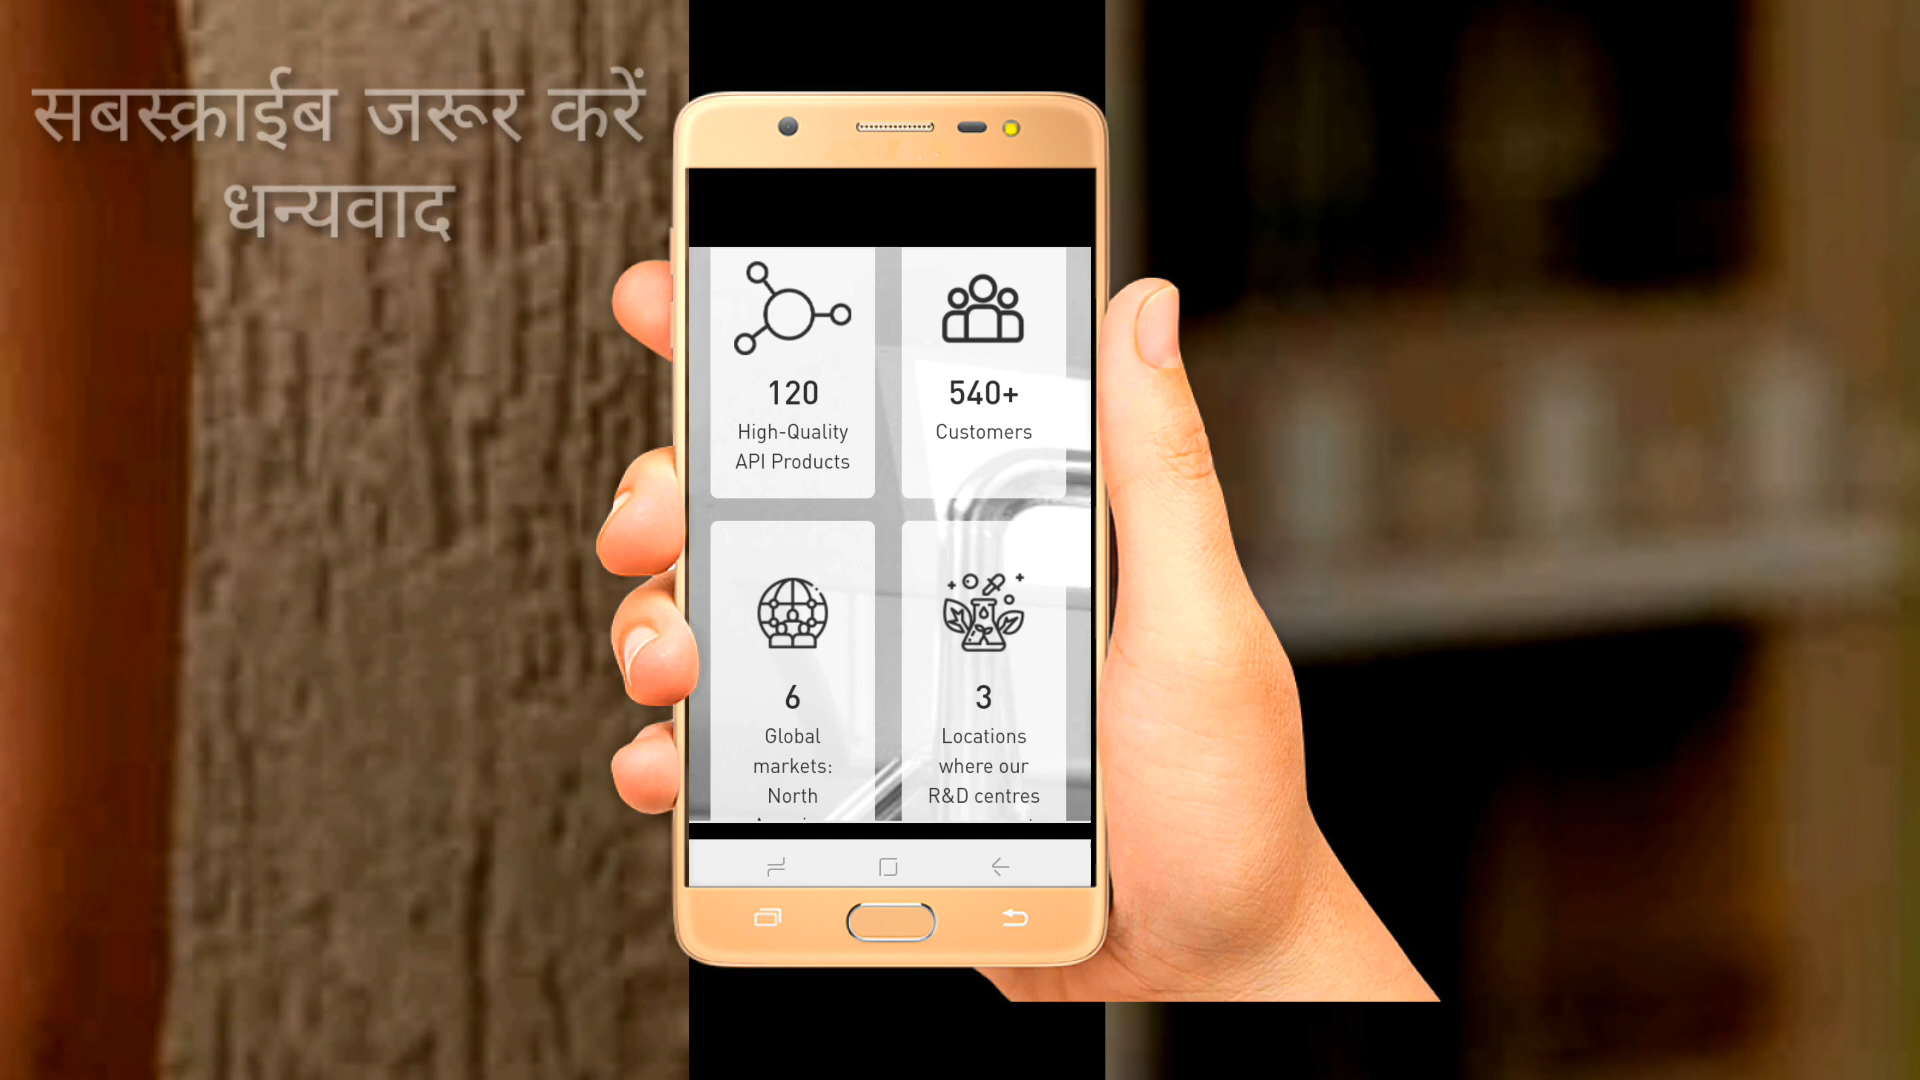 सबस्क्राईब जरूर करें
धन्यवाद
120
High-Quality
API Products
540+
Customers
6
Global
markets:
North
3
Locations
where our
R&D centres